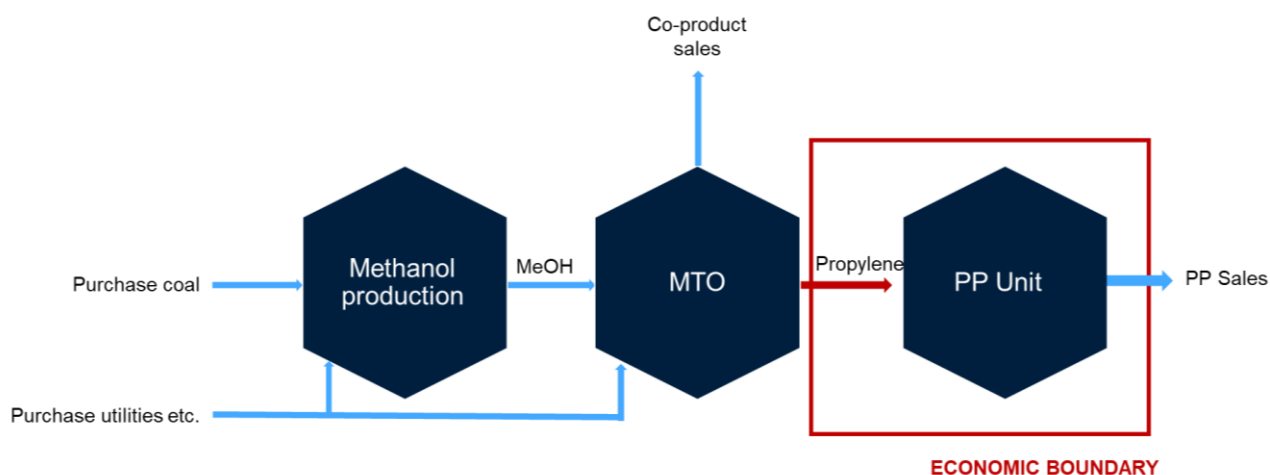 Co-product
sales
Methanol
production
MeOH
MTO
Propylene
PP Unit
PP Sales
Purchase coal
Purchase utilities etc.
ECONOMIC BOUNDARY